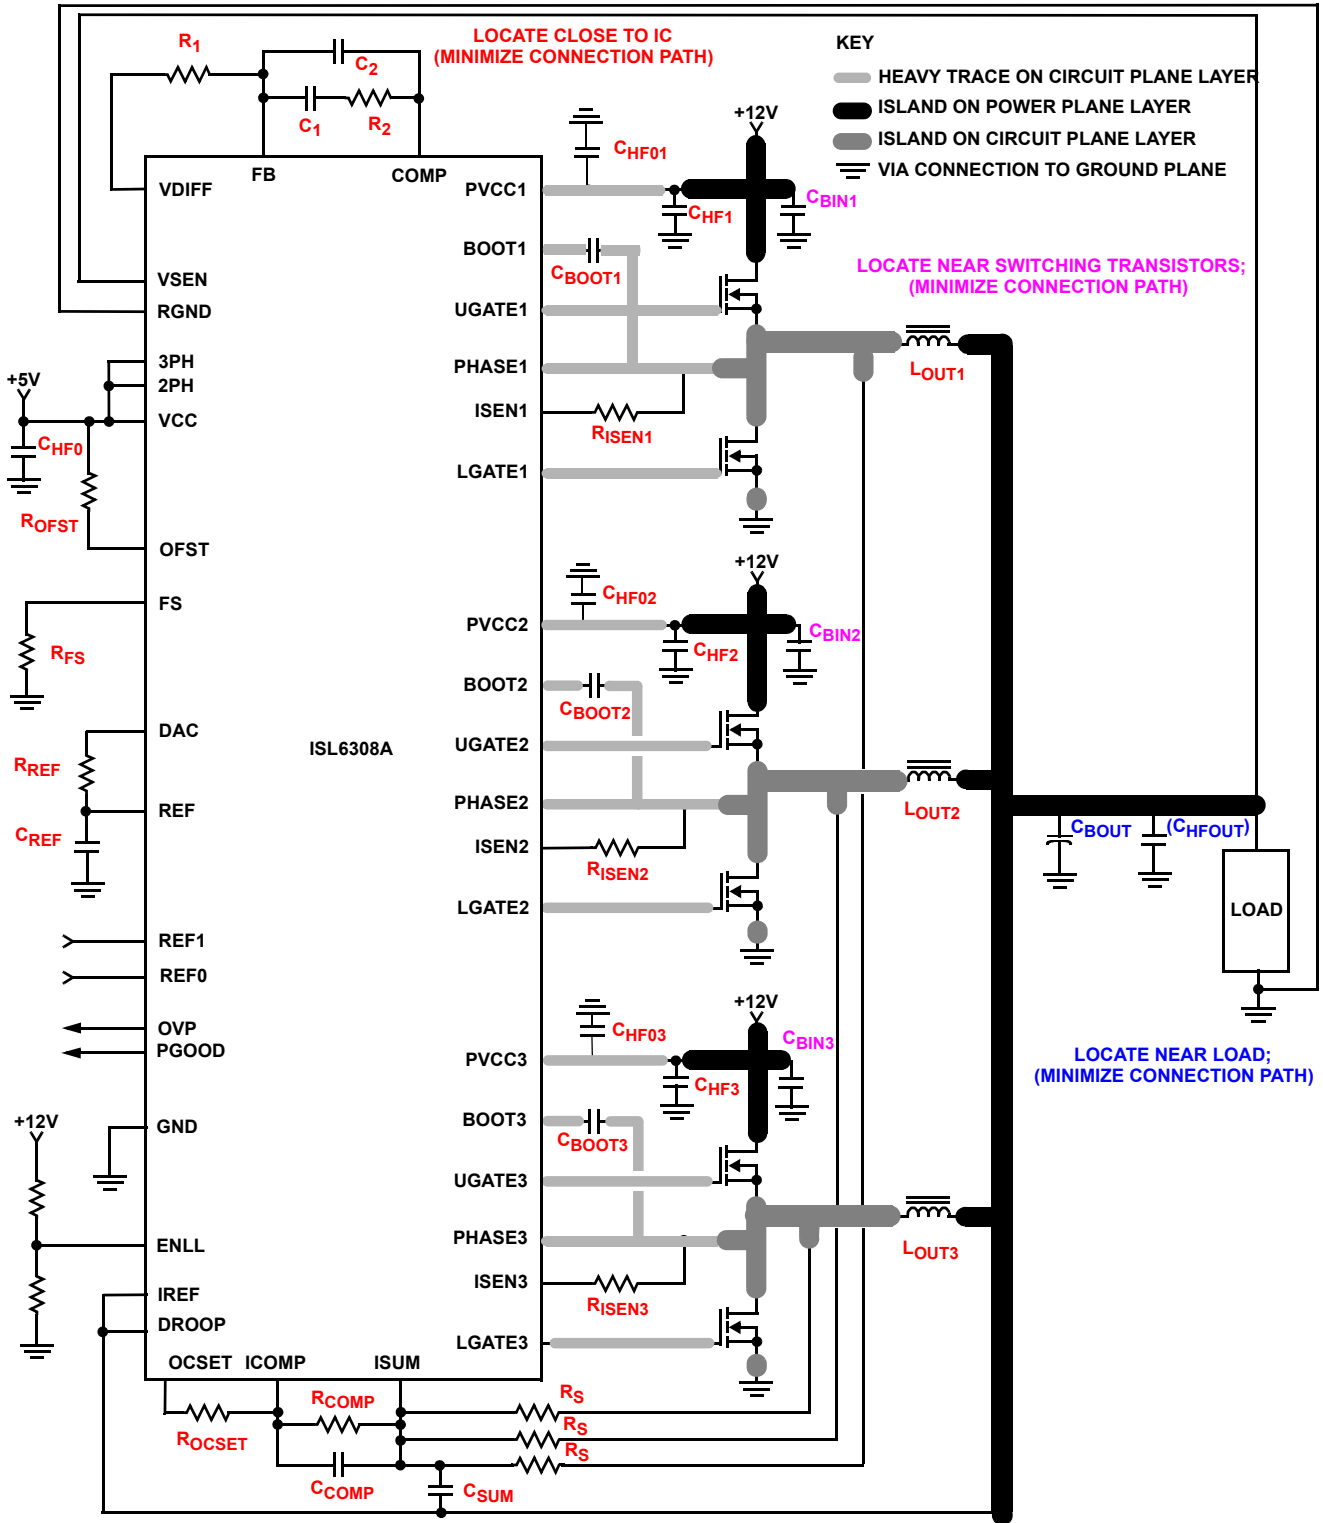 R1
C2
C1
R2
LOCATE CLOSE TO IC
(MINIMIZE CONNECTION PATH)
KEY
HEAVY TRACE ON CIRCUIT PLANE LAYER
ISLAND ON POWER PLANE LAYER
ISLAND ON CIRCUIT PLANE LAYER
VIA CONNECTION TO GROUND PLANE
+12V
CHF01
FB
COMP
VDIFF
PVCC1
CHF1
CBIN1
BOOT1
CBOOT1
LOCATE NEAR SWITCHING TRANSISTORS;
(MINIMIZE CONNECTION PATH)
VSEN
RGND
UGATE1
3PH
2PH
PHASE1
LOUT1
+5V
VCC
ISEN1
RISEN1
CHF0
LGATE1
ROFST
OFST
+12V
CHF02
FS
PVCC2
CHF2
CBIN2
RFS
BOOT2
CBOOT2
DAC
ISL6308A
UGATE2
RREF
REF
PHASE2
LOUT2
CREF
ISEN2
RISEN2
CBOUT
(CHFOUT)
LGATE2
LOAD
REF1
REF0
+12V
OVP
PGOOD
CHF03
CBIN3
PVCC3
CHF3
LOCATE NEAR LOAD;
(MINIMIZE CONNECTION PATH)
+12V
GND
BOOT3
CBOOT3
UGATE3
ENLL
PHASE3
LOUT3
IREF
ISEN3
RISEN3
DROOP
LGATE3
OCSET
ICOMP
ISUM
RCOMP
RS
ROCSET
RS
RS
CCOMP
CSUM